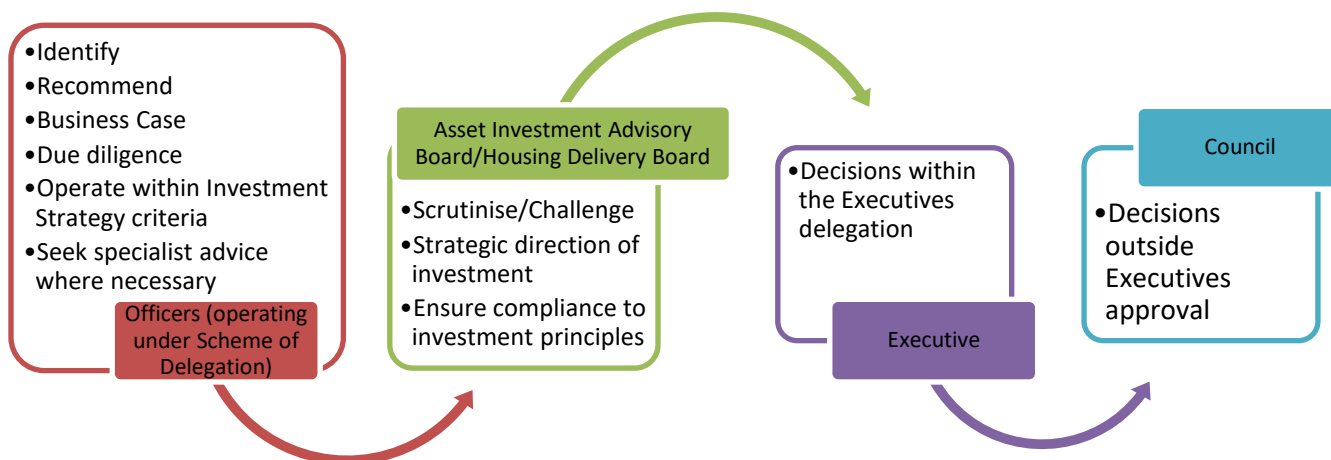 •Identify
•Recommend
•Business Case
•Due diligence
•Operate within Investment
Strategy criteria
•Seek specialist advice
where necessary
Officers (operating
under Scheme of
Delegation)
Asset Investment Advisory
Board/Housing Delivery Board
•Scrutinise/Challenge
•Strategic direction of
investment
•Ensure compliance to
investment principles
•Decisions within
the Executives
delegation
Executive
Council
•Decisions
outside
Executives
approval